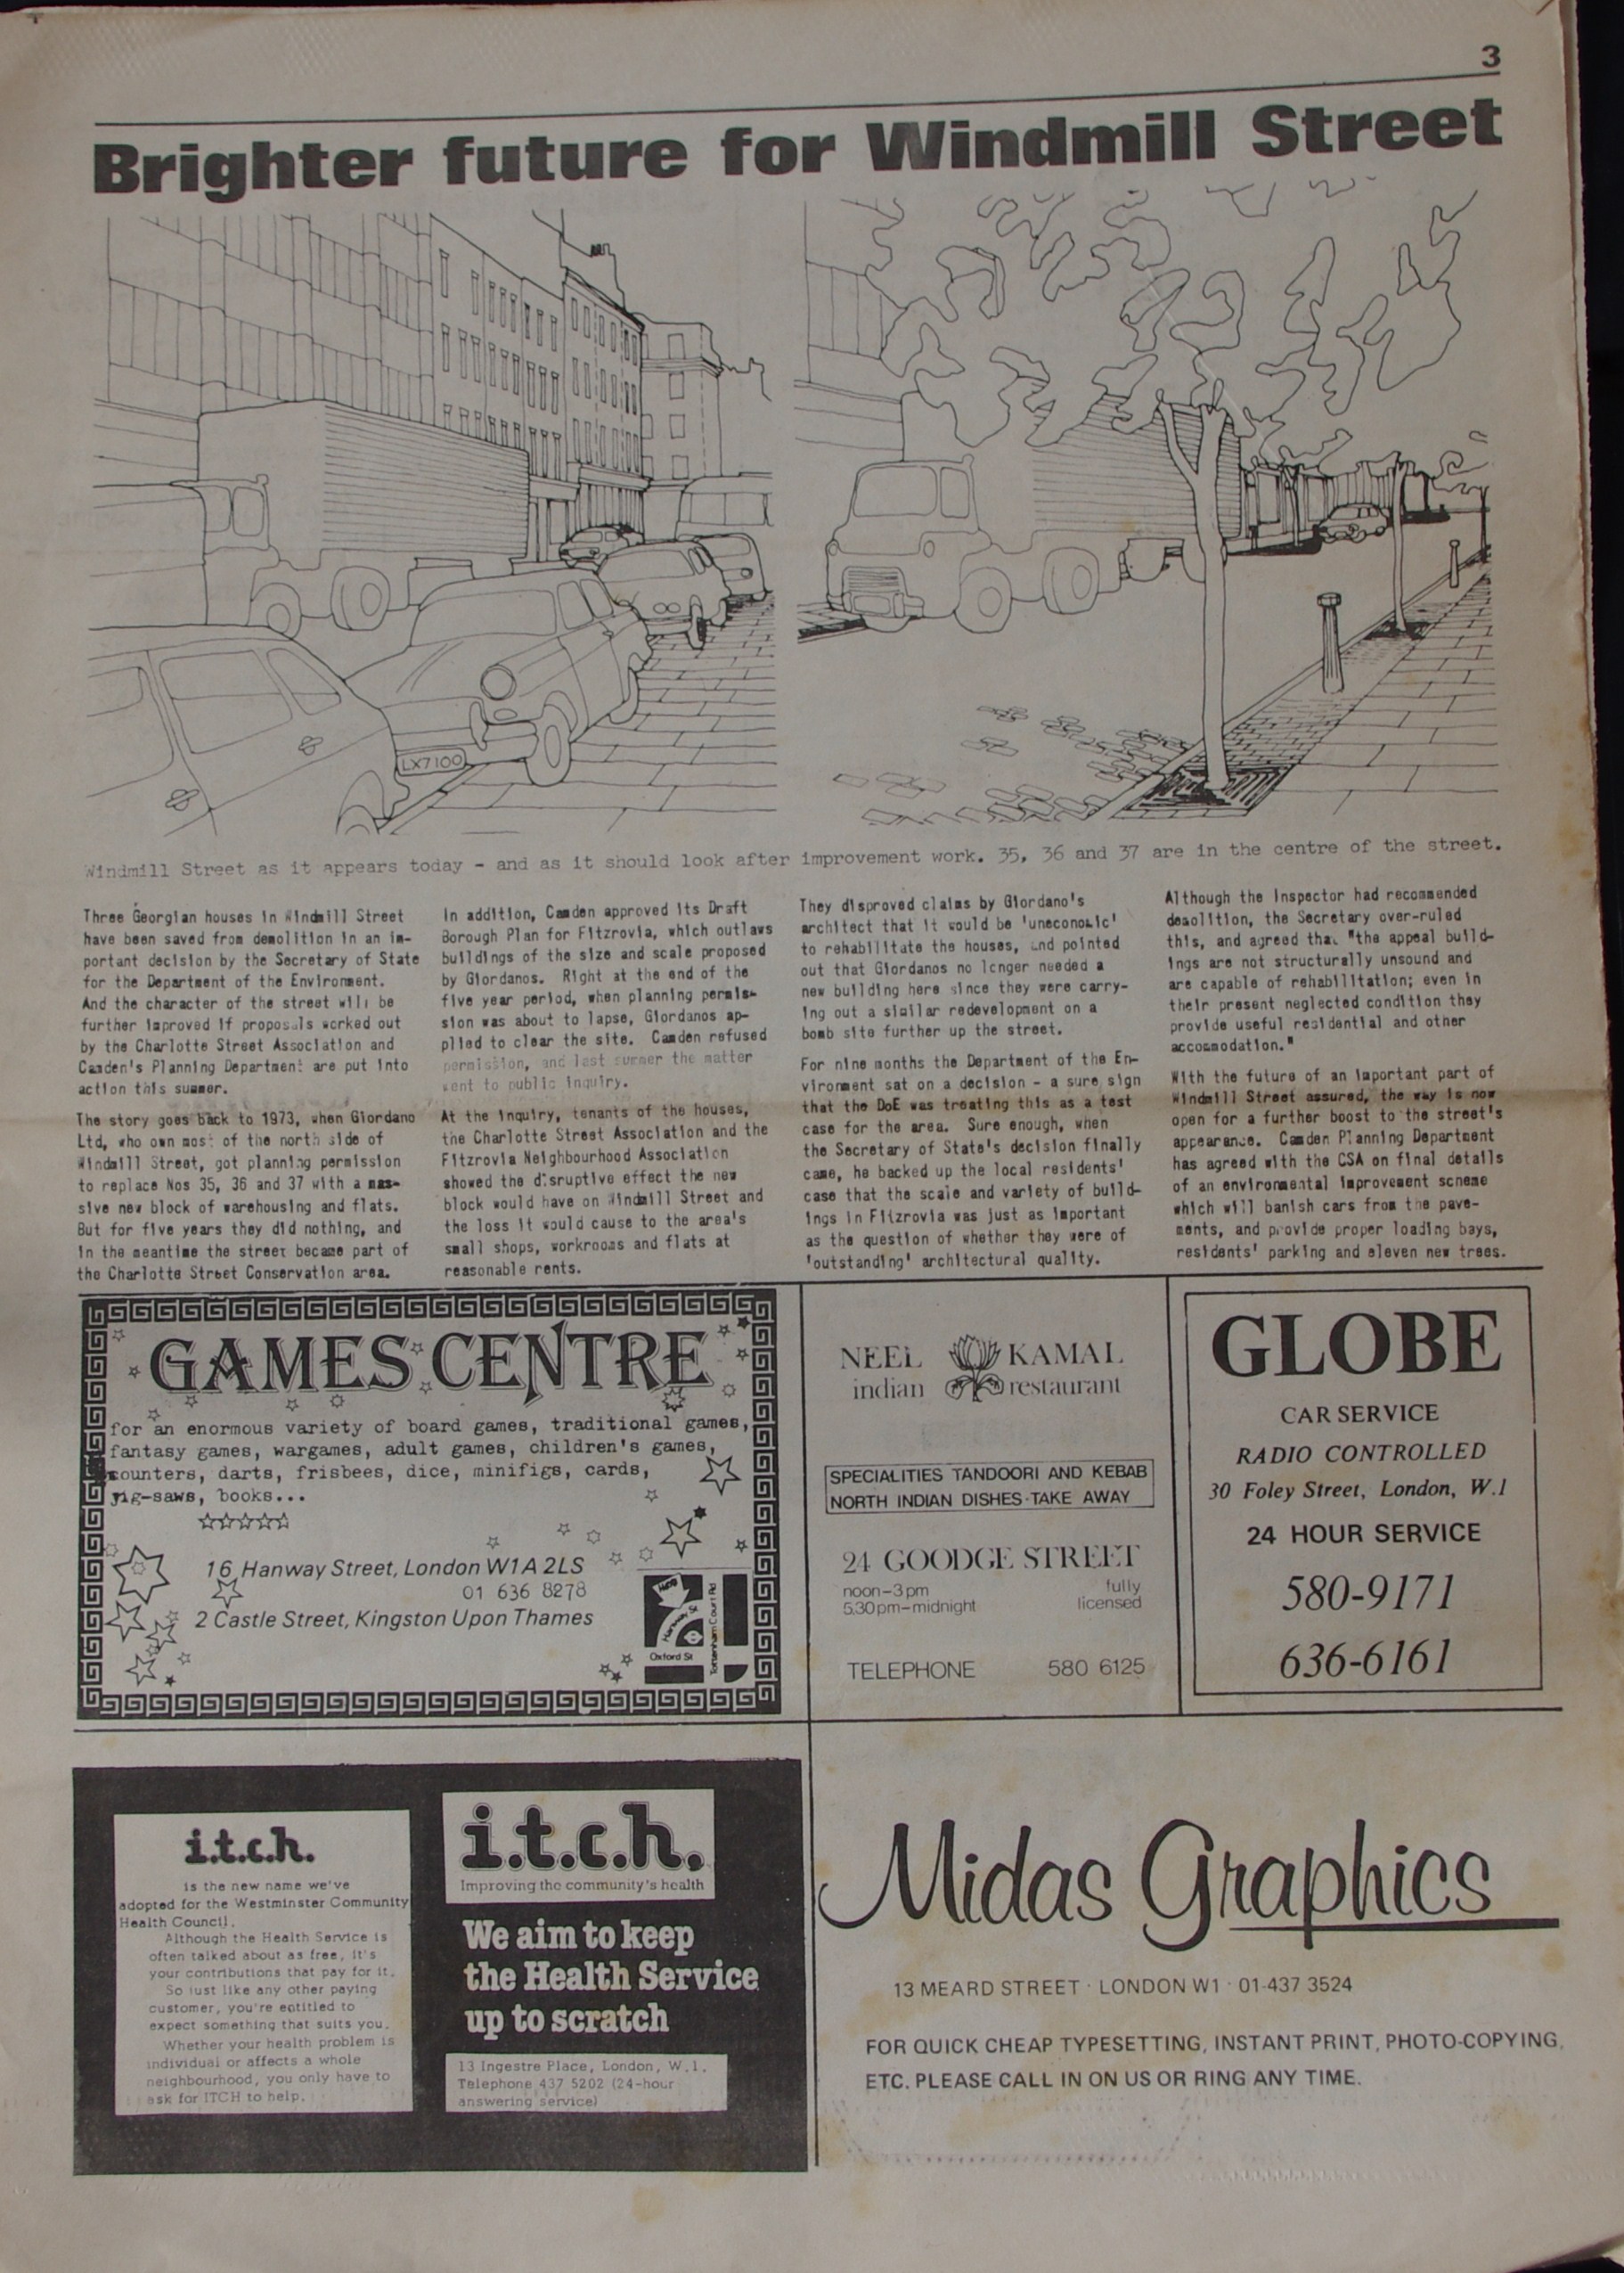 3
Brighter future for Windmill Street
LX7100
Windmill Street as it appears today - and as it should look after improvement work. 35, 36 and 37 are in the centre of the street.
Three Georgian houses in Windmill Street
have been saved from demolition in an im-
portant decision by the Secretary of State
for the Department of the Environment.
And the character of the street will be
further improved if proposals worked out
by the Charlotte Street Association and
Camden's Planning Department are put into
action this summer.
The story goes back to 1973, when Giordano
Ltd, who own most of the north side of
Windmill Street, got planning permission
to replace Nos 35, 36 and 37 with a mas-
sive new block of warehousing and flats.
But for five years they did nothing, and
in the meantime the street became part of
the Charlotte Street Conservation area.
In addition, Camden approved its Draft
Borough Plan for Fitzrovia, which outlaws
buildings of the size and scale proposed
by Giordanos. Right at the end of the
five year period, when planning permis-
sion was about to lapse, Giordanos ap-
plied to clear the site. Camden refused
permission, and last summer the matter
went to public inquiry.
At the inquiry, tenants of the houses,
the Charlotte Street Association and the
Fitzrovia Neighbourhood Association
showed the disruptive effect the new
block would have on Windmill Street and
the loss it would cause to the area's
small shops, workrooms and flats at
reasonable rents.
They disproved claims by Giordano's
architect that it would be 'uneconomic'
to rehabilitate the houses, and pointed
out that Giordanos no longer needed a
new building here since they were carry-
ing out a similar redevelopment on a
bomb site further up the street.
For nine months the Department of the En-
vironment sat on a decision - a sure sign
that the DoE was treating this as a test
case for the area. Sure enough, when
the Secretary of State's decision finally
came, he backed up the local residents'
case that the scale and variety of build-
ings in Fitzrovia was just as important
as the question of whether they were of
'outstanding' architectural quality.
Although the Inspector had recommended
demolition, the Secretary over-ruled
this, and agreed that "the appeal build-
ings are not structurally unsound and
are capable of rehabilitation; even in
their present neglected condition they
provide useful residential and other
accomodation."
With the future of an important part of
Windmill Street assured, the way is now
open for a further boost to the street's
appearance. Camden Planning Department
has agreed with the CSA on final details
of an environmental improvement scheme
which will banish cars from the pave-
ments, and provide proper loading bays,
residents' parking and eleven new trees.
GAMES CENTRE
for an enormous variety of board games, traditional games,
fantasy games, wargames, adult games, children's games,
counters, darts, frisbees, dice, minifigs, cards,
jig-saws, books...
16 Hanway Street, London W1A 2LS
01 636 8278
2 Castle Street, Kingston Upon Thames
Hanway St
Tottenham Court Rd
Oxford St
NEEL KAMAL
indian restaurant
SPECIALITIES TANDOORI AND KEBAB
NORTH INDIAN DISHES-TAKE AWAY
24 GOODGE STREET
noon-3pm fully
5.30pm-midnight licensed
TELEPHONE 580 6125
GLOBE
CAR SERVICE
RADIO CONTROLLED
30 Foley Street, London, W.1
24 HOUR SERVICE
580-9171
636-6161
i.t.c.h.
is the new name we've
adopted for the Westminster Community
Health Council.
Although the Health Service is
often talked about as free, it's
your contributions that pay for it.
So just like any other paying
customer, you're entitled to
expect something that suits you.
Whether your health problem is
individual or affects a whole
neighbourhood, you only have to
ask for ITCH to help.
i.t.c.h.
Improving the community's health
We aim to keep
the Health Service
up to scratch
13 Ingestre Place, London, W.1.
Telephone 437 5202 (24-hour
answering service)
Midas Graphics
13 MEARD STREET · LONDON W1 · 01-437 3524
FOR QUICK CHEAP TYPESETTING, INSTANT PRINT, PHOTO-COPYING,
ETC. PLEASE CALL IN ON US OR RING ANY TIME.